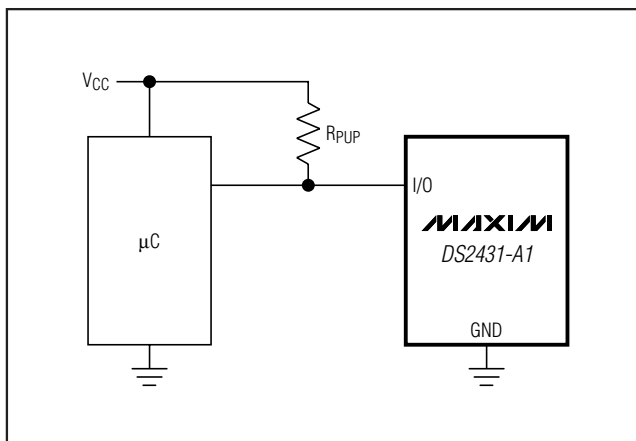 VCC
RPUP
I/O
µC
MAXIM
DS2431-A1
GND